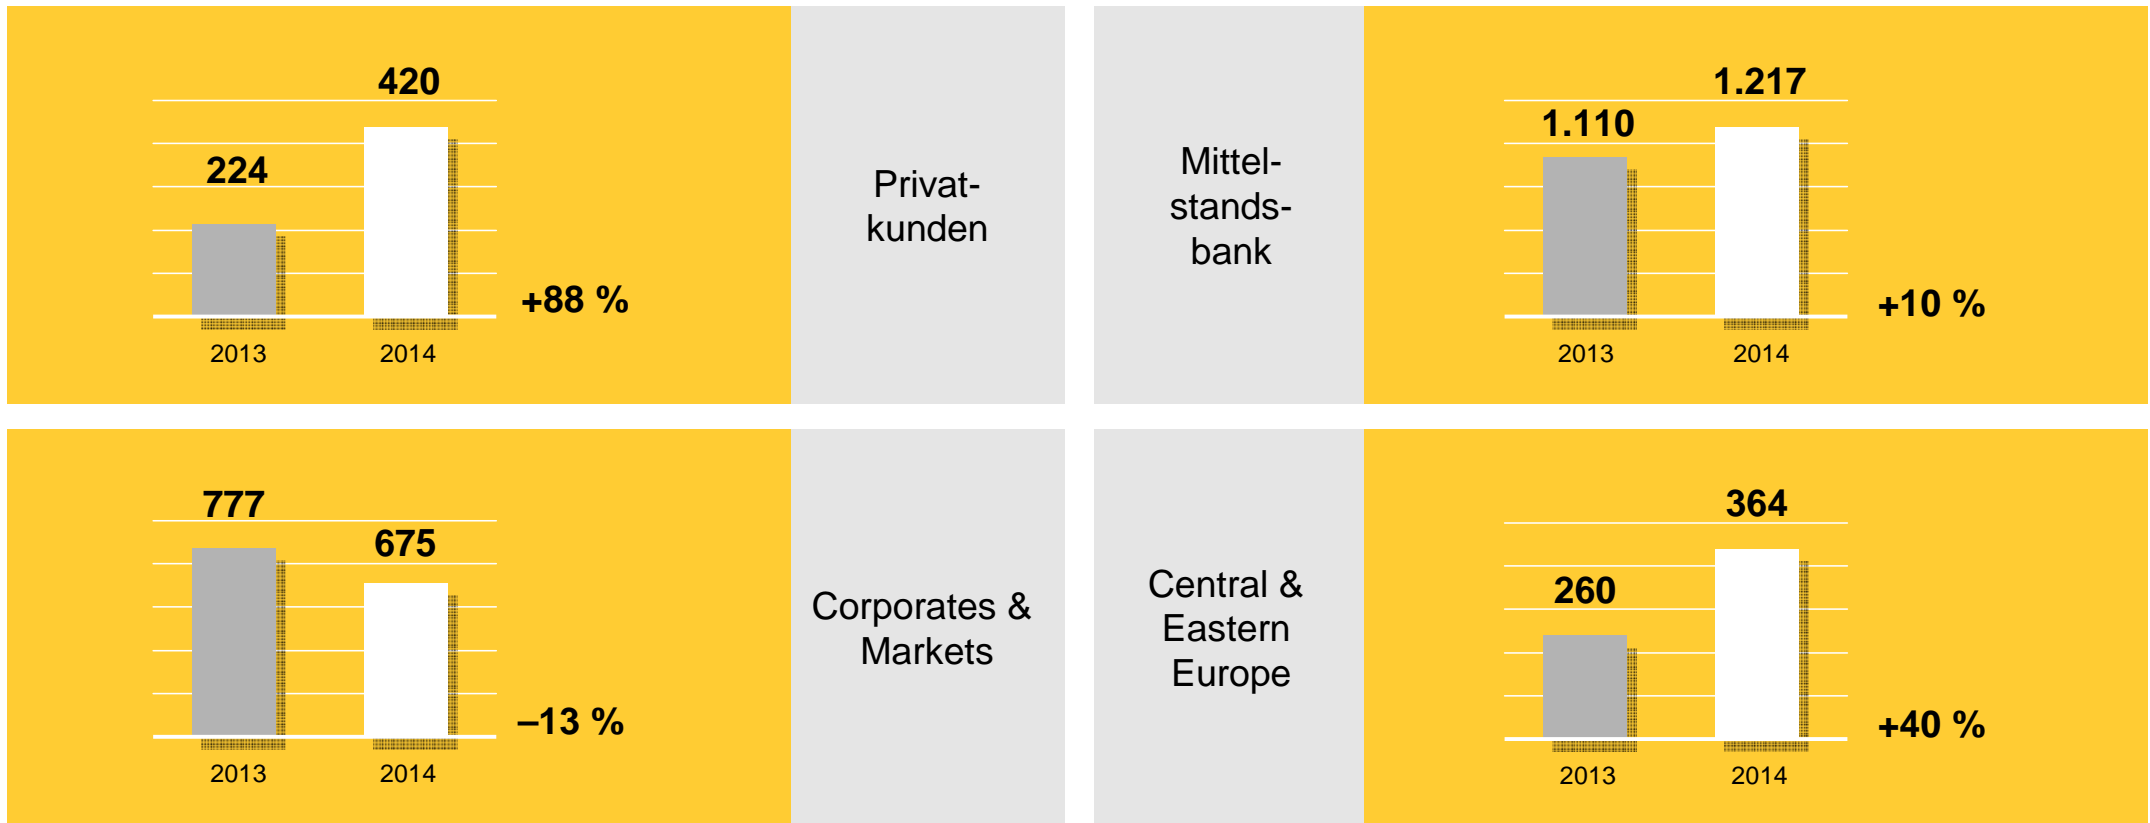 420
224
+88 %
2013
2014
Privat-
kunden
Mittel-
stands-
bank
1.217
1.110
+10 %
2013
2014
777
675
–13 %
2013
2014
Corporates &
Markets
Central &
Eastern
Europe
364
260
+40 %
2013
2014